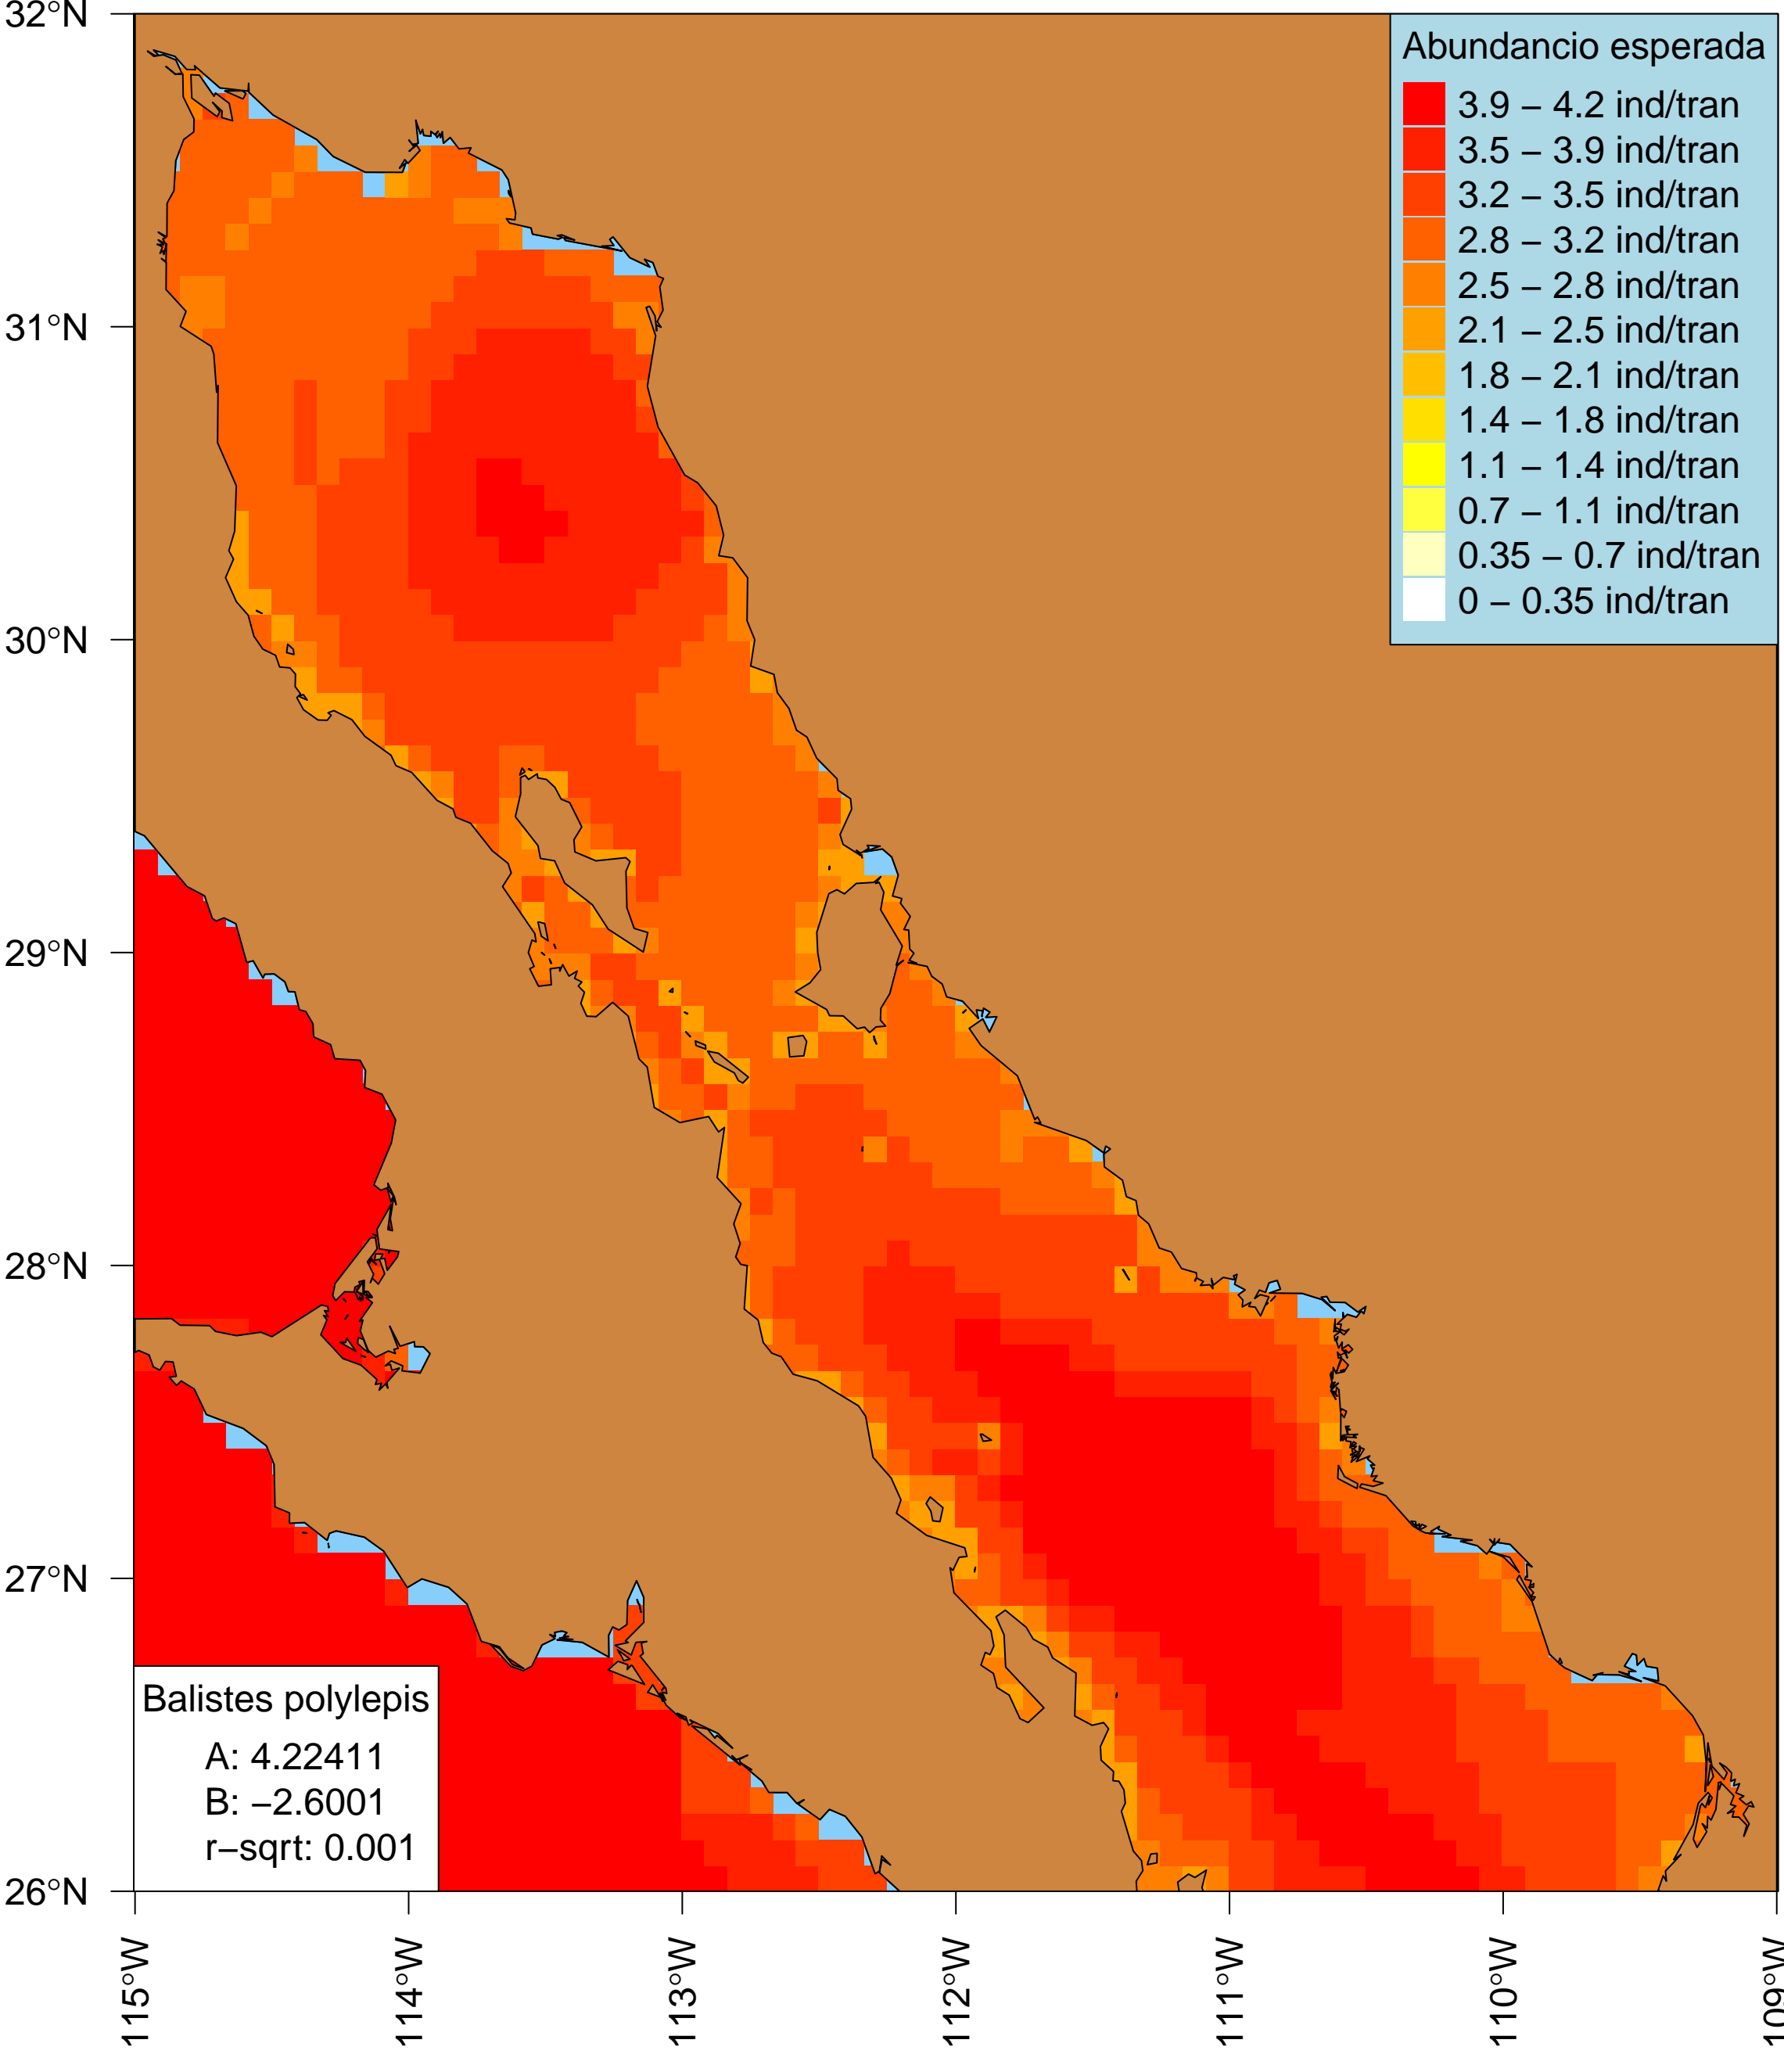 32°N
31°N
30°N
29°N
28°N
27°N
26°N
Abundancio esperada
3.9 − 4.2 ind/tran
3.5 − 3.9 ind/tran
3.2 − 3.5 ind/tran
2.8 − 3.2 ind/tran
2.5 − 2.8 ind/tran
2.1 − 2.5 ind/tran
1.8 − 2.1 ind/tran
1.4 − 1.8 ind/tran
1.1 − 1.4 ind/tran
0.7 − 1.1 ind/tran
0.35 − 0.7 ind/tran
0 − 0.35 ind/tran
Balistes polylepis
A: 4.22411
B: −2.6001
r−sqrt: 0.001
115°W
114°W
113°W
112°W
111°W
110°W
109°W